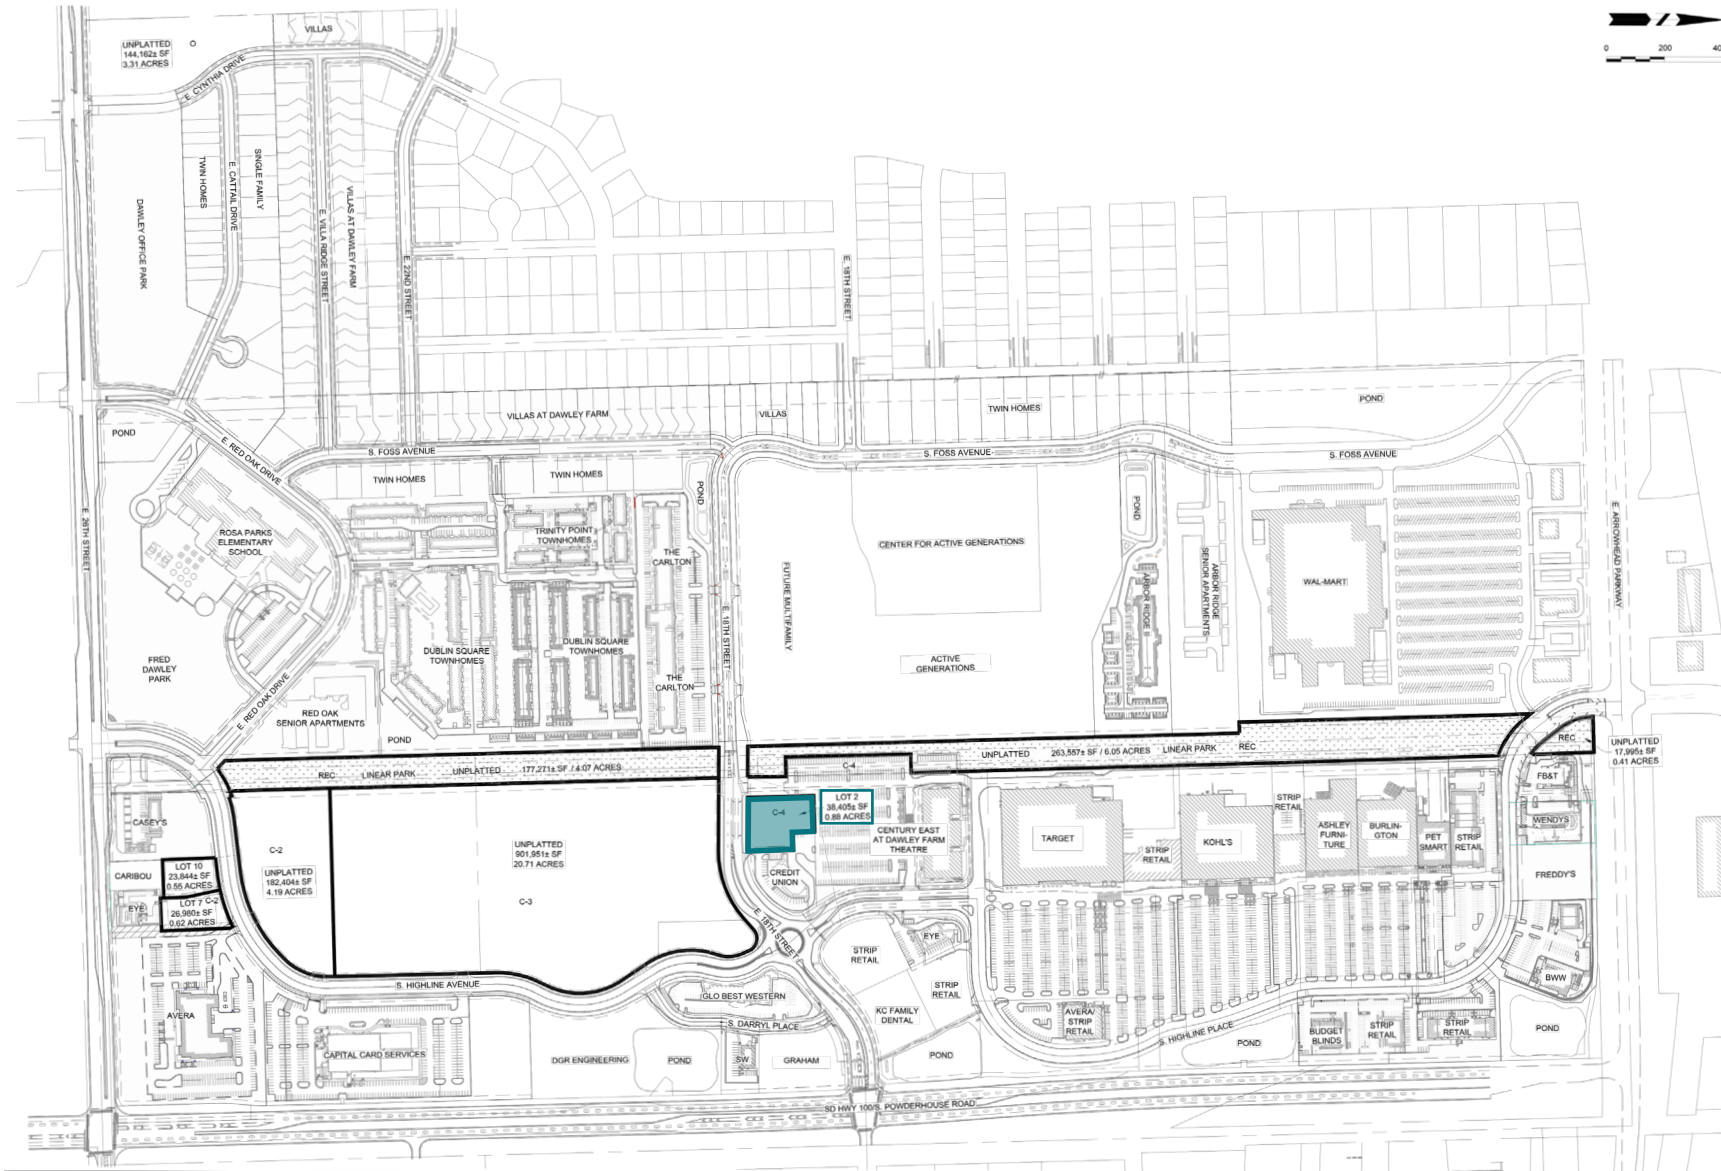 0 200 40
VILLAS
UNPLATTED
144,162± SF
3.31 ACRES
E. CYNTHIA DRIVE
TWIN HOMES
E. CATTAIL DRIVE
SINGLE FAMILY
DAWLEY OFFICE PARK
E. VILLA RIDGE STREET
VILLAS AT DAWLEY FARM
E. 22ND STREET
E. 18TH STREET
POND
VILLAS AT DAWLEY FARM
VILLAS
TWIN HOMES
POND
E. RED OAK DRIVE
S. FOSS AVENUE
S. FOSS AVENUE
S. FOSS AVENUE
TWIN HOMES
TWIN HOMES
POND
POND
E. 26TH STREET
E. ARROWHEAD PARKWAY
ROSA PARKS
ELEMENTARY
SCHOOL
TRINITY POINT
TOWNHOMES
THE
CARLTON
CENTER FOR ACTIVE GENERATIONS
FUTURE MULTIFAMILY
E. 18TH STREET
ARBOR RIDGE II
ARBOR RIDGE
SENIOR APARTMENTS
WAL-MART
FRED
DAWLEY
PARK
DUBLIN SQUARE
TOWNHOMES
DUBLIN SQUARE
TOWNHOMES
THE
CARLTON
ACTIVE
GENERATIONS
E. RED OAK DRIVE
RED OAK
SENIOR APARTMENTS
POND
REC LINEAR PARK UNPLATTED 177,271± SF / 4.07 ACRES
UNPLATTED 263,557± SF / 6.05 ACRES LINEAR PARK REC
REC
UNPLATTED
17,995± SF
0.41 ACRES
C-4
C-4
LOT 2
38,405± SF
0.88 ACRES
CENTURY EAST
AT DAWLEY FARM
THEATRE
CREDIT
UNION
TARGET
STRIP
RETAIL
KOHL'S
STRIP
RETAIL
ASHLEY
FURNI-
TURE
BURLIN-
GTON
PET
SMART
STRIP
RETAIL
FB&T
WENDYS
FREDDY'S
BWW
CASEY'S
CARIBOU
EYE
LOT 10
23,844± SF
0.55 ACRES
LOT 7 C-2
26,980± SF
0.62 ACRES
C-2
UNPLATTED
182,404± SF
4.19 ACRES
UNPLATTED
901,951± SF
20.71 ACRES
C-3
E. 18TH STREET
STRIP
RETAIL
EYE
STRIP
RETAIL
KC FAMILY
DENTAL
S. HIGHLINE AVENUE
GLO BEST WESTERN
S. DARRYL PLACE
AVERA
CAPITAL CARD SERVICES
DGR ENGINEERING
POND
SW
GRAHAM
POND
AVERA/
STRIP
RETAIL
S. HIGHLINE PLACE
POND
BUDGET
BLINDS
STRIP
RETAIL
STRIP
RETAIL
POND
SD HWY 100/S. POWDERHOUSE ROAD